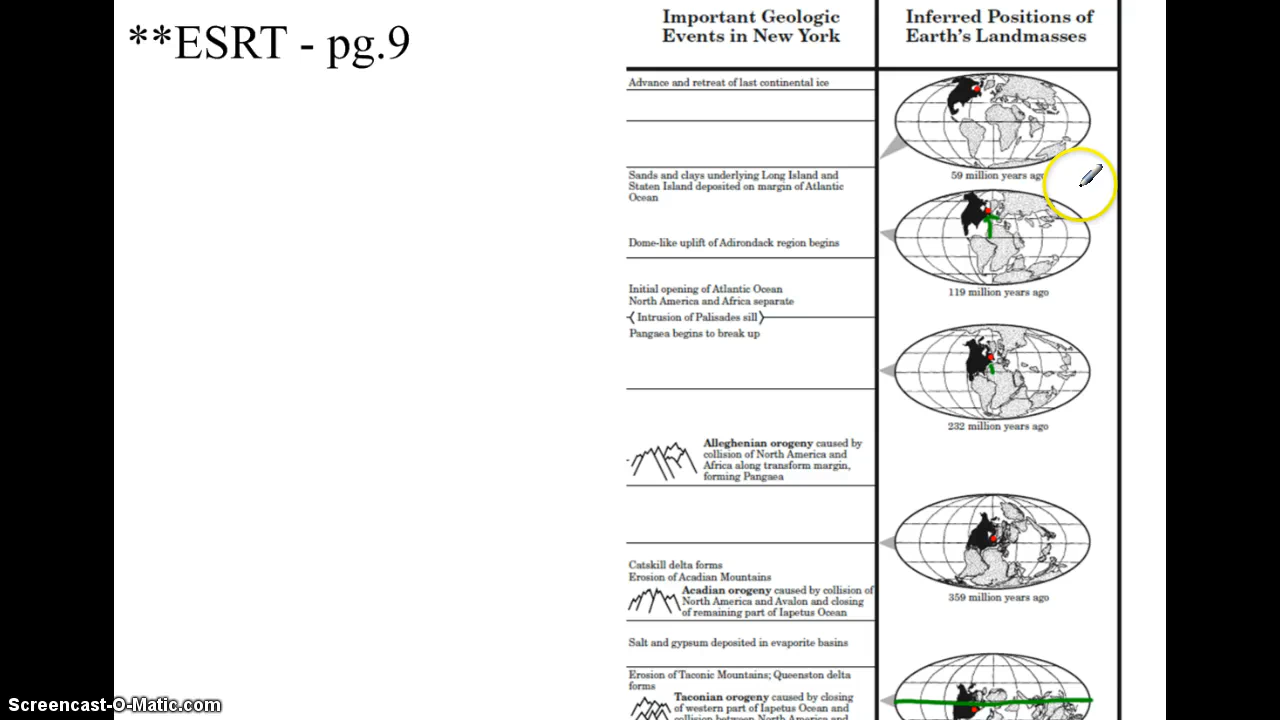 **ESRT - pg.9
Important Geologic
Events in New York
Inferred Positions of
Earth's Landmasses
Advance and retreat of last continental ice
59 million years ago
Sands and clays underlying Long Island and
Staten Island deposited on margin of Atlantic
Ocean
Dome-like uplift of Adirondack region begins
119 million years ago
Initial opening of Atlantic Ocean
North America and Africa separate
Intrusion of Palisades sill
Pangaea begins to break up
232 million years ago
Alleghenian orogeny caused by
collision of North America and
Africa along transform margin,
forming Pangaea
Catskill delta forms
Erosion of Acadian Mountains
Acadian orogeny caused by collision of
North America and Avalon and closing
of remaining part of Iapetus Ocean
359 million years ago
Salt and gypsum deposited in evaporite basins
Erosion of Taconic Mountains; Queenston delta
forms
Taconian orogeny caused by closing
of western part of Iapetus Ocean and
collision between North America and
Screencast-O-Matic.com